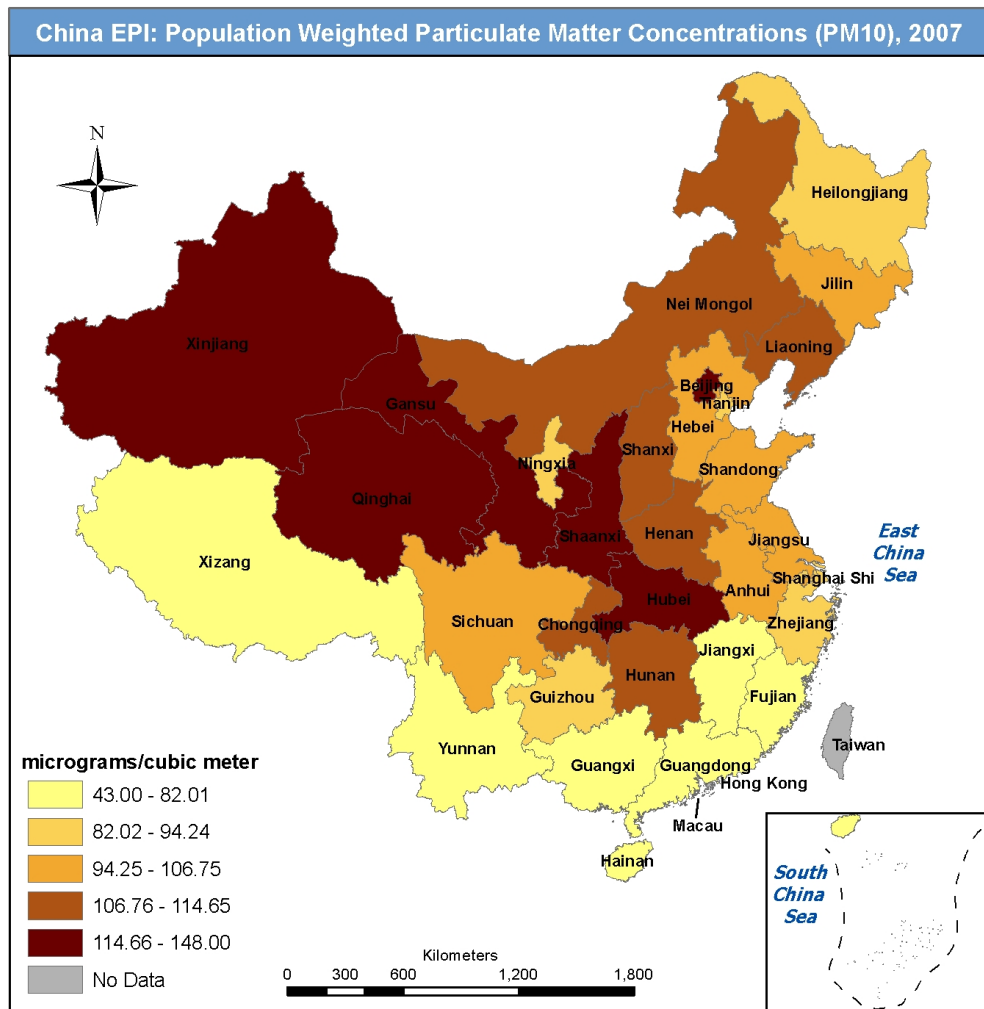 China EPI: Population Weighted Particulate Matter Concentrations (PM10), 2007
N
Heilongjiang
Jilin
Nei Mongol
Xinjiang
Liaoning
Beijing
Gansu
Tianjin
Hebei
Shanxi
Ningxia
Shandong
Qinghai
Shaanxi
Henan
East
China
Sea
Jiangsu
Xizang
Shanghai Shi
Anhui
Hubei
Sichuan
Chongqing
Zhejiang
Jiangxi
Hunan
Guizhou
Fujian
Yunnan
Taiwan
Guangxi
Guangdong
Hong Kong
Macau
Hainan
micrograms/cubic meter
43.00 - 82.01
82.02 - 94.24
94.25 - 106.75
106.76 - 114.65
114.66 - 148.00
No Data
Kilometers
0 300 600 1,200 1,800
South
China
Sea